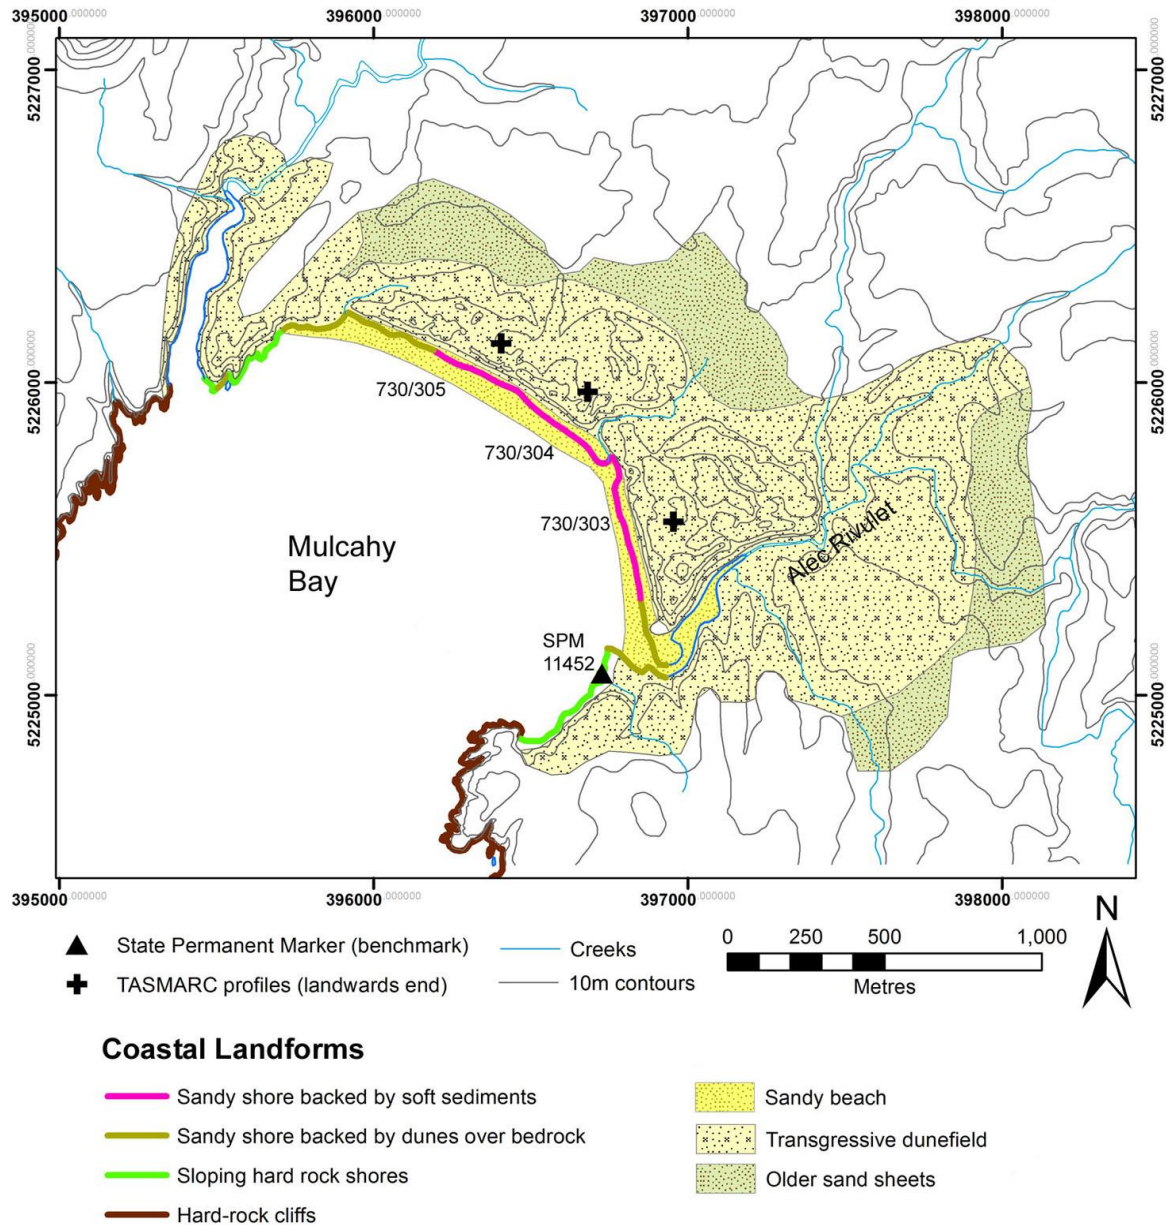 395000.000000 396000.000000 397000.000000 398000.000000
5227000.000000
5227000.000000
5226000.000000
5226000.000000
5225000.000000
5225000.000000
730/305
730/304
730/303
Mulcahy
Bay
Alec Rivulet
SPM
11452
395000.000000 396000.000000 397000.000000 398000.000000
N
State Permanent Marker (benchmark)
TASMARC profiles (landwards end)
Creeks
10m contours
0 250 500 1,000
Metres
Coastal Landforms
Sandy shore backed by soft sediments
Sandy shore backed by dunes over bedrock
Sloping hard rock shores
Hard-rock cliffs
Sandy beach
Transgressive dunefield
Older sand sheets